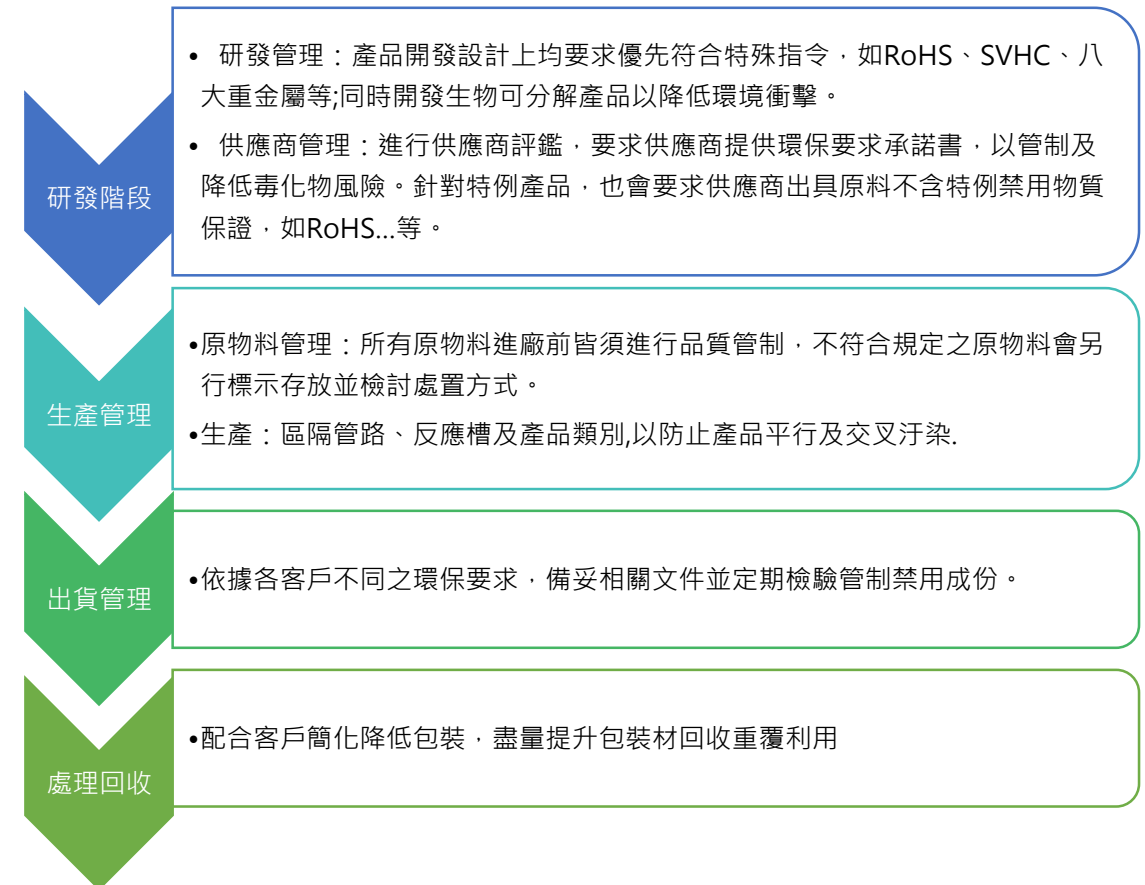 研發階段
• 研發管理：產品開發設計上均要求優先符合特殊指令，如RoHS、SVHC、八
大重金屬等;同時開發生物可分解產品以降低環境衝擊。
• 供應商管理：進行供應商評鑑，要求供應商提供環保要求承諾書，以管制及
降低毒化物風險。針對特例產品，也會要求供應商出具原料不含特例禁用物質
保證，如RoHS…等。
生產管理
•原物料管理：所有原物料進廠前皆須進行品質管制，不符合規定之原物料會另
行標示存放並檢討處置方式。
•生產：區隔管路、反應槽及產品類別,以防止產品平行及交叉汙染.
出貨管理
•依據各客戶不同之環保要求，備妥相關文件並定期檢驗管制禁用成份。
處理回收
•配合客戶簡化降低包裝，盡量提升包裝材回收重覆利用